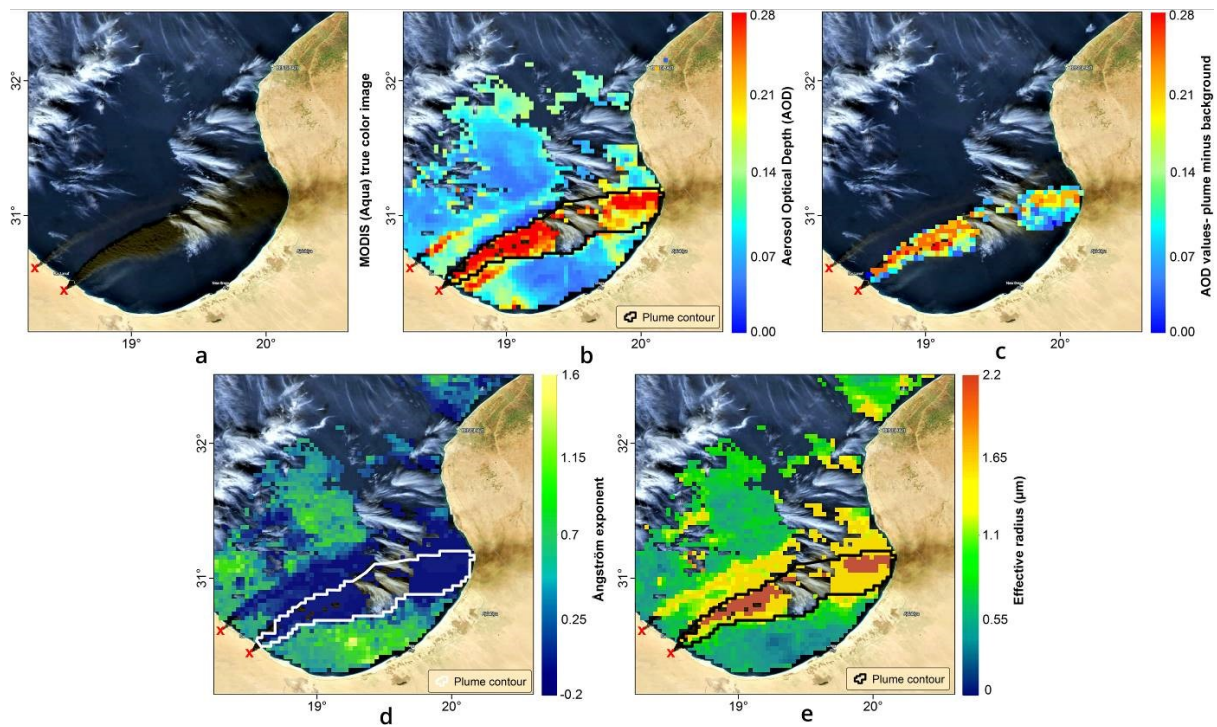 32°
31°
19°
20°
a
MODIS (Aqua) true color image
Plume contour
19°
20°
b
0.28
0.21
0.14
0.07
0.00
Aerosol Optical Depth (AOD)
32°
31°
19°
20°
c
0.28
0.21
0.14
0.07
0.00
AOD values- plume minus background
32°
31°
Plume contour
19°
20°
d
1.6
1.15
0.7
0.25
-0.2
Ångström exponent
32°
31°
Plume contour
19°
20°
e
2.2
1.65
1.1
0.55
0
Effective radius (µm)